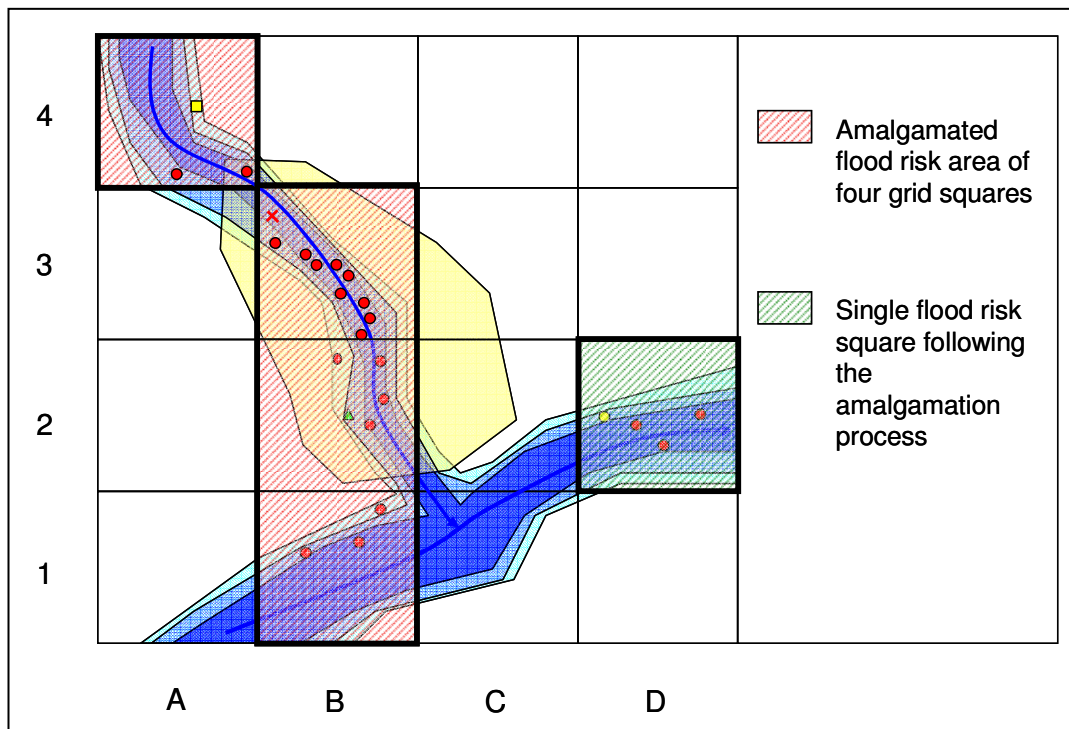 4
3
2
1
A
B
C
D
Amalgamated
flood risk area of
four grid squares
Single flood risk
square following
the
amalgamation
process